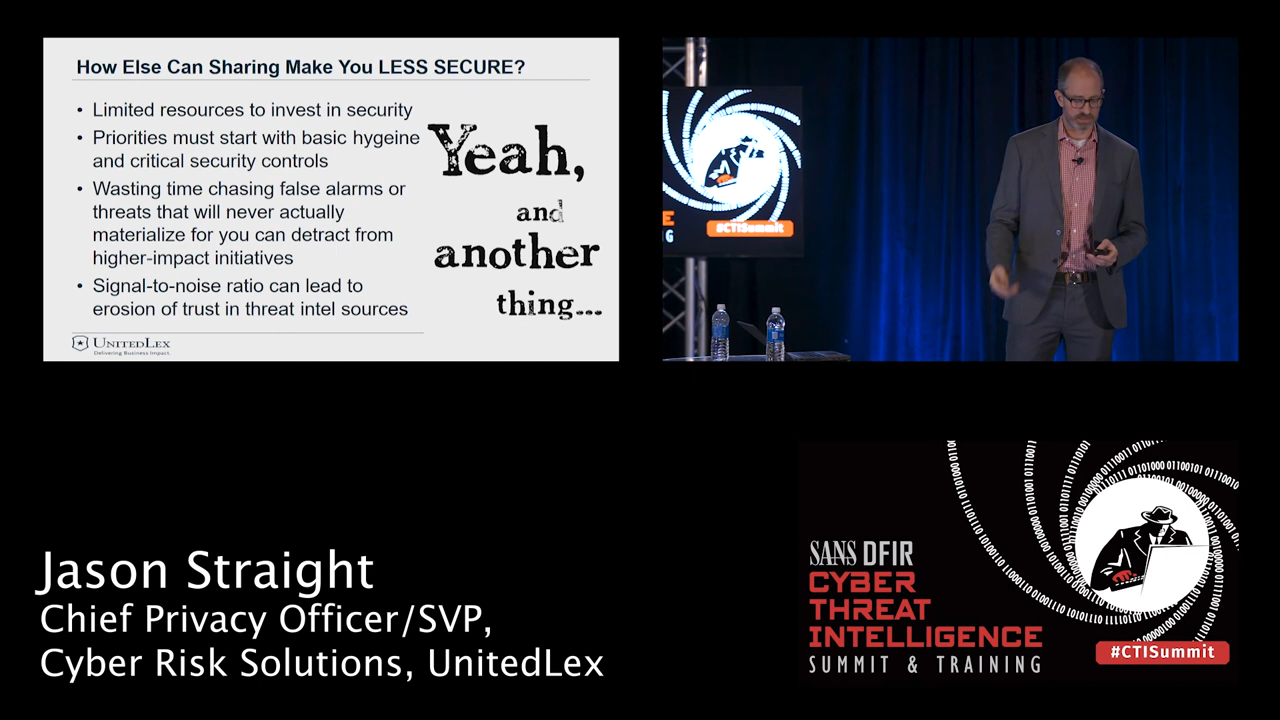 How Else Can Sharing Make You LESS SECURE?
• Limited resources to invest in security
• Priorities must start with basic hygeine
and critical security controls
• Wasting time chasing false alarms or
threats that will never actually
materialize for you can detract from
higher-impact initiatives
• Signal-to-noise ratio can lead to
erosion of trust in threat intel sources
Yeah,
and
another
thing...
UNITEDLEX
Delivering Business Impact.
#CTISummit
Jason Straight
Chief Privacy Officer/SVP,
Cyber Risk Solutions, UnitedLex
SANS DFIR
CYBER
THREAT
INTELLIGENCE
SUMMIT & TRAINING
#CTISummit